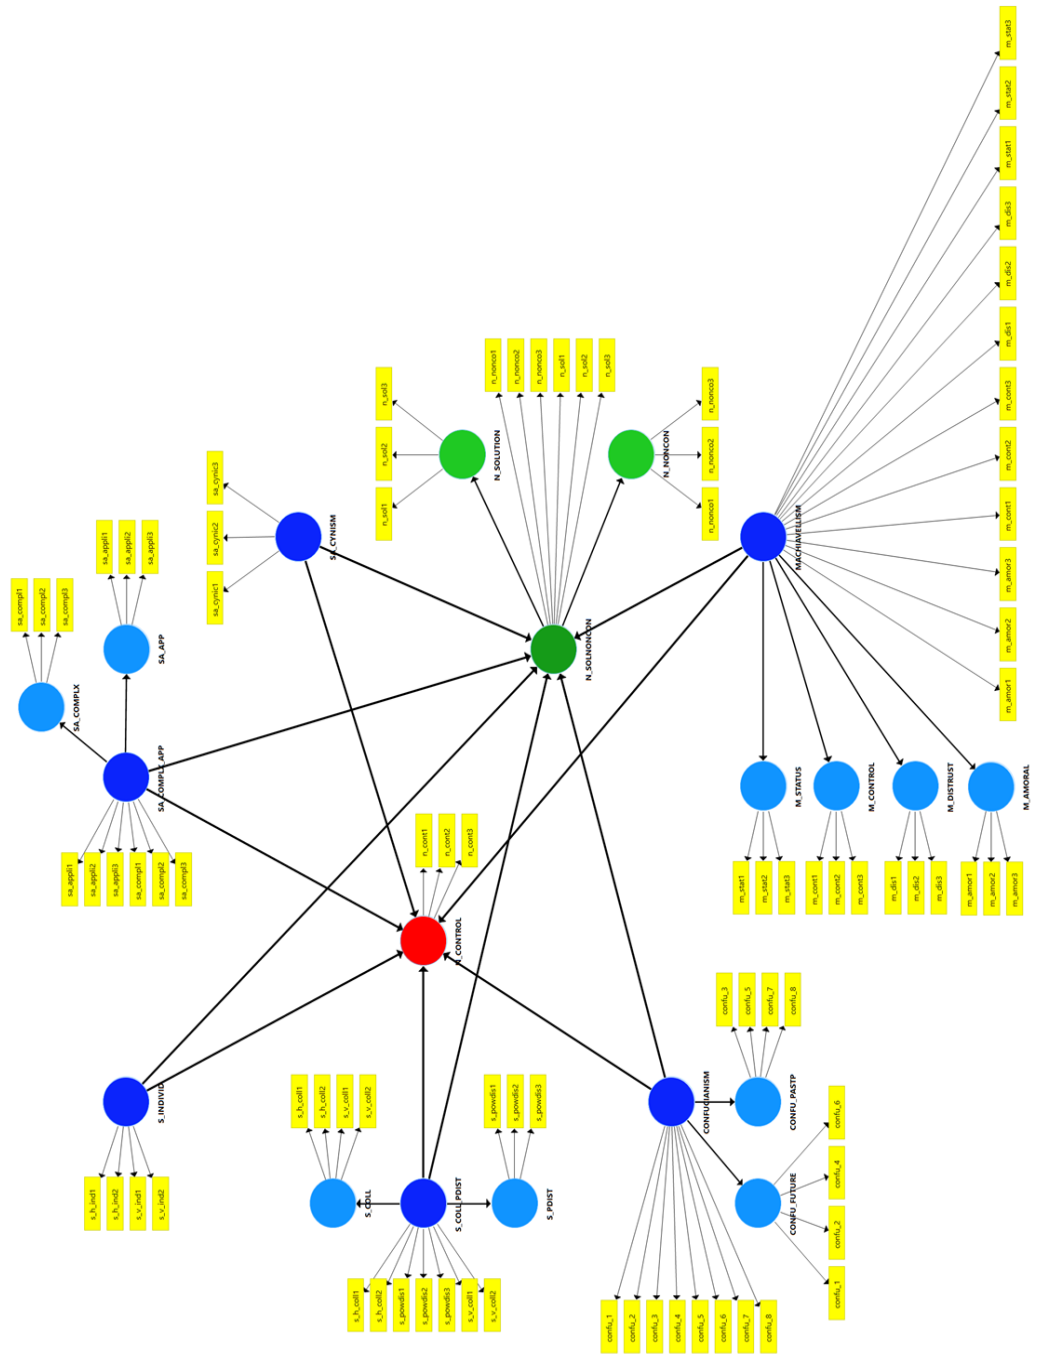 m_stat3
m_stat2
m_stat1
m_dis3
m_dis2
m_dis1
m_cont3
m_cont2
m_cont1
m_amor3
m_amor2
m_amor1
MACHIAVELLISM
n_sol3
n_sol2
n_sol1
N_SOLUTION
n_nonco1
n_nonco2
n_nonco3
n_sol1
n_sol2
n_sol3
n_nonco3
n_nonco2
n_nonco1
N_NONCON
N_SOLNONCON
sa_cynic3
sa_cynic2
sa_cynic1
SA_CYNISM
sa_appli1
sa_appli2
sa_appli3
SA_APP
sa_compl1
sa_compl2
sa_compl3
SA_COMPLX
SA_COMPLX_APP
sa_appli1
sa_appli2
sa_appli3
sa_compl1
sa_compl2
sa_compl3
n_cont1
n_cont2
n_cont3
N_CONTROL
M_STATUS
M_CONTROL
M_DISTRUST
M_AMORAL
m_stat1
m_stat2
m_stat3
m_cont1
m_cont2
m_cont3
m_dis1
m_dis2
m_dis3
m_amor1
m_amor2
m_amor3
S_INDIVID
s_h_ind1
s_h_ind2
s_v_ind1
s_v_ind2
s_h_coll1
s_h_coll2
s_v_coll1
s_v_coll2
S_COLL
S_COLL_PDIST
s_powdis1
s_powdis2
s_powdis3
S_PDIST
s_h_coll1
s_h_coll2
s_powdis1
s_powdis2
s_powdis3
s_v_coll1
s_v_coll2
CONFUCIANISM
confu_3
confu_5
confu_7
confu_8
CONFU_PASTP
confu_6
confu_4
confu_2
confu_1
CONFU_FUTURE
confu_1
confu_2
confu_3
confu_4
confu_5
confu_6
confu_7
confu_8